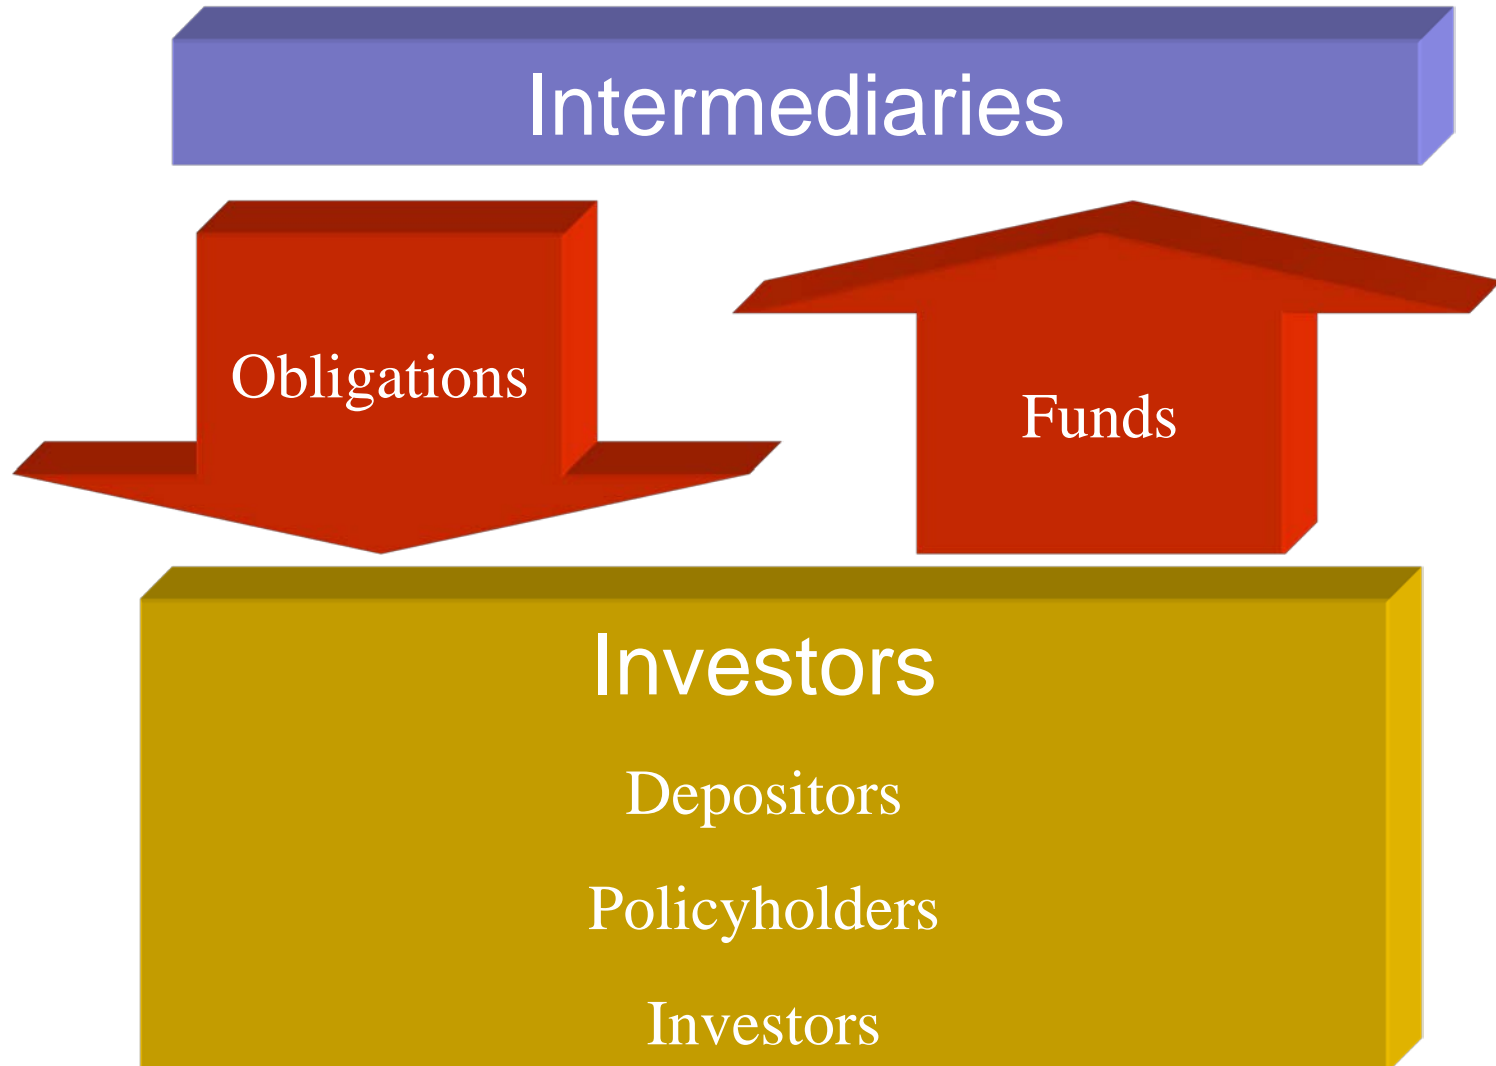 Intermediaries
Obligations
Funds
Investors
Depositors
Policyholders
Investors